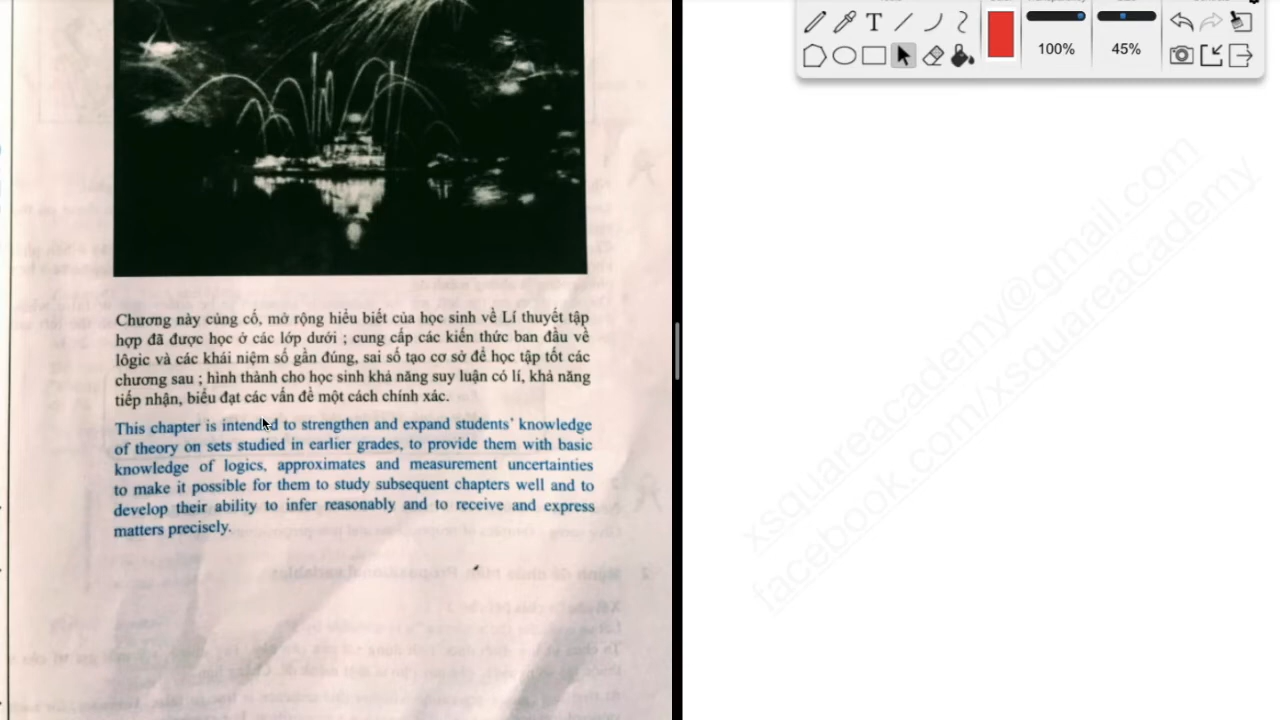 T
100%
45%
Chương này củng cố, mở rộng hiểu biết của học sinh về Lí thuyết tập
hợp đã được học ở các lớp dưới ; cung cấp các kiến thức ban đầu về
lôgic và các khái niệm số gần đúng, sai số tạo cơ sở để học tập tốt các
chương sau ; hình thành cho học sinh khả năng suy luận có lí, khả năng
tiếp nhận, biểu đạt các vấn đề một cách chính xác.
This chapter is intended to strengthen and expand students' knowledge
of theory on sets studied in earlier grades, to provide them with basic
knowledge of logics, approximates and measurement uncertainties
to make it possible for them to study subsequent chapters well and to
develop their ability to infer reasonably and to receive and express
matters precisely.
xsquareacademy@gmail.com
facebook.com/xsquareacademy